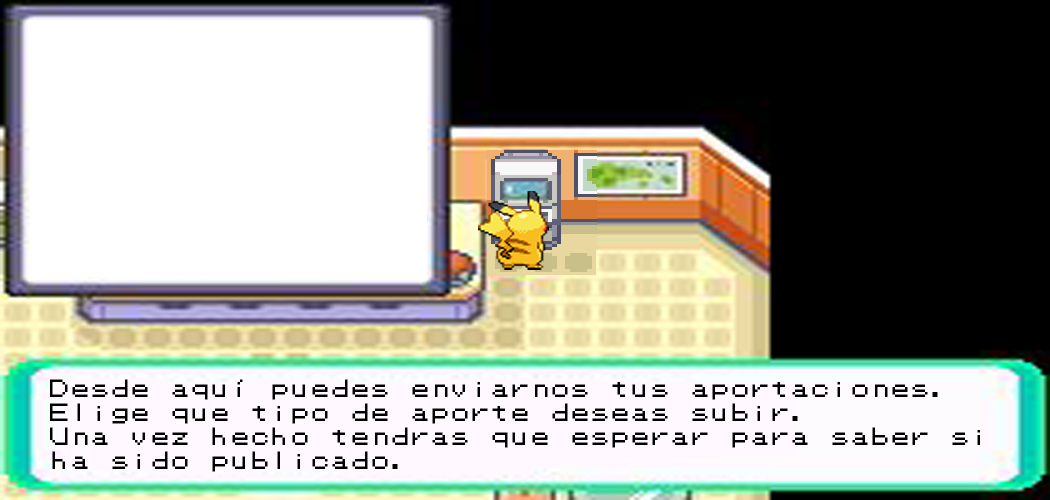 Desde aquí puedes enviarnos tus aportaciones.
Elige que tipo de aporte deseas subir.
Una vez hecho tendras que esperar para saber si
ha sido publicado.